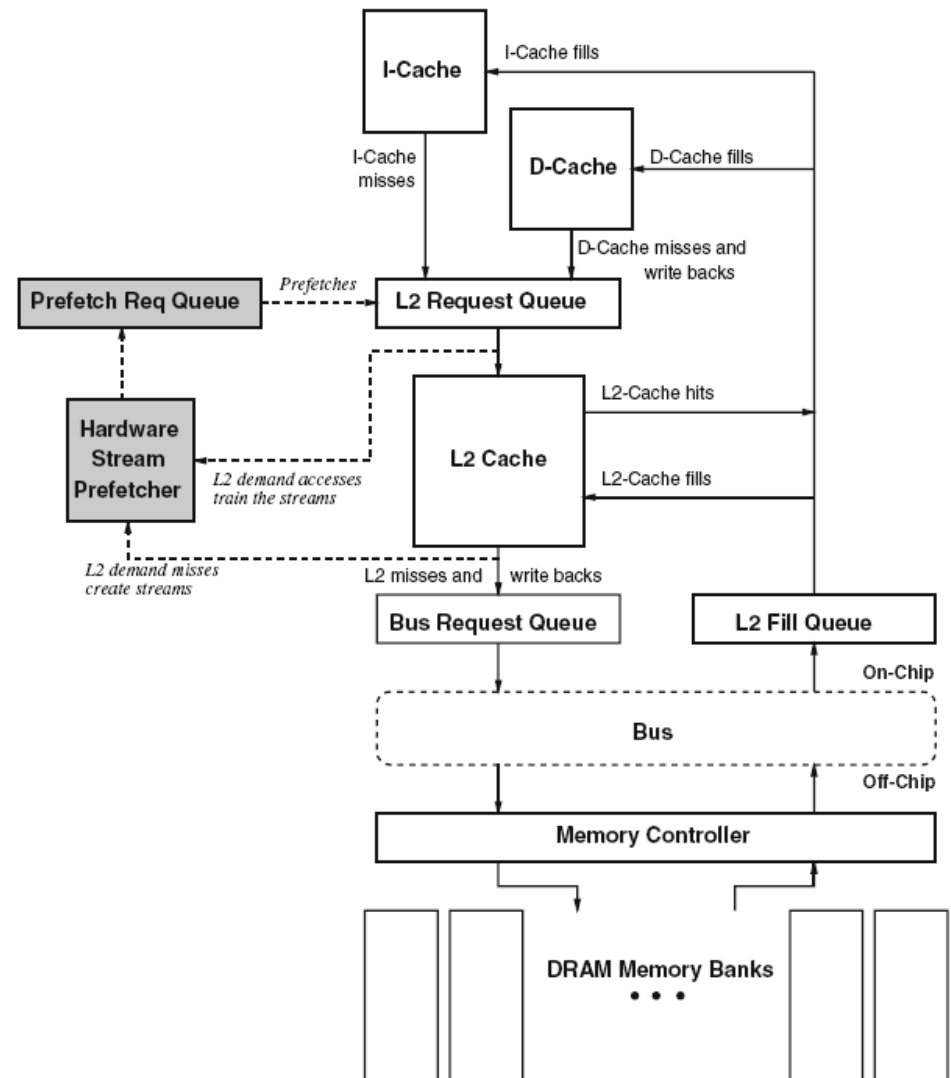 I-Cache
I-Cache fills
D-Cache
D-Cache fills
I-Cache
misses
D-Cache misses and
write backs
Prefetch Req Queue
Prefetches
L2 Request Queue
Hardware
Stream
Prefetcher
L2 demand accesses
train the streams
L2 Cache
L2-Cache hits
L2-Cache fills
L2 demand misses
create streams
L2 misses and write backs
Bus Request Queue
L2 Fill Queue
On-Chip
Bus
Off-Chip
Memory Controller
DRAM Memory Banks
• • •